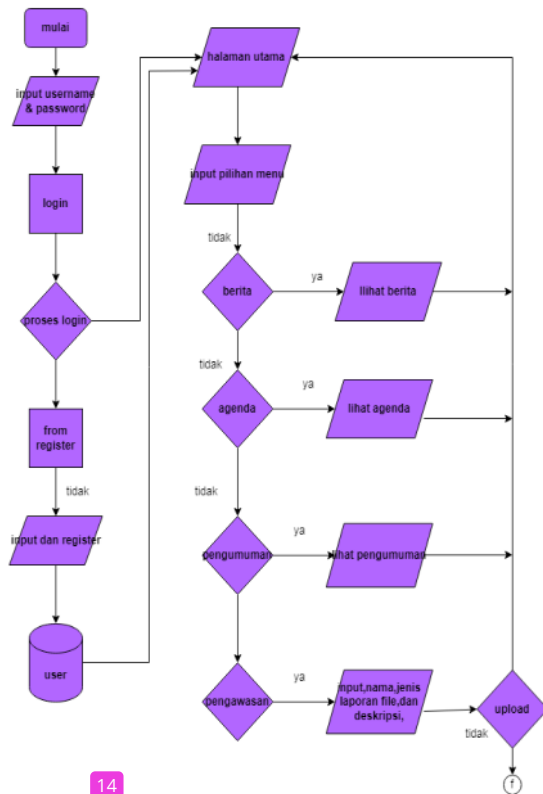 mulai
input username
& password
login
proses login
from
register
tidak
input dan register
user
halaman utama
input pilihan menu
tidak
berita
ya
llihat berita
tidak
agenda
ya
lihat agenda
tidak
pengumuman
ya
lihat pengumuman
pengawasan
ya
input,nama,jenis
laporan file,dan
deskripsi,
upload
tidak
f
14